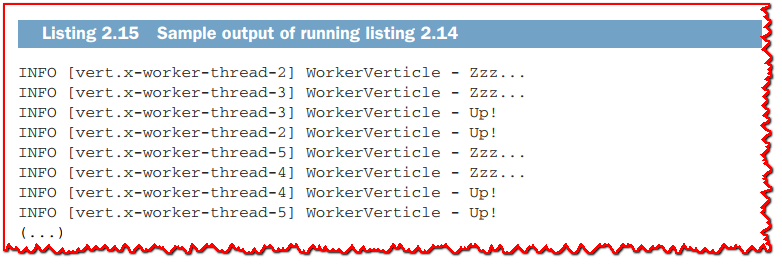 Listing 2.15 Sample output of running listing 2.14
INFO [vert.x-worker-thread-2] WorkerVerticle - Zzz...
INFO [vert.x-worker-thread-3] WorkerVerticle - Zzz...
INFO [vert.x-worker-thread-3] WorkerVerticle - Up!
INFO [vert.x-worker-thread-2] WorkerVerticle - Up!
INFO [vert.x-worker-thread-5] WorkerVerticle - Zzz...
INFO [vert.x-worker-thread-4] WorkerVerticle - Zzz...
INFO [vert.x-worker-thread-4] WorkerVerticle - Up!
INFO [vert.x-worker-thread-5] WorkerVerticle - Up!
(...)